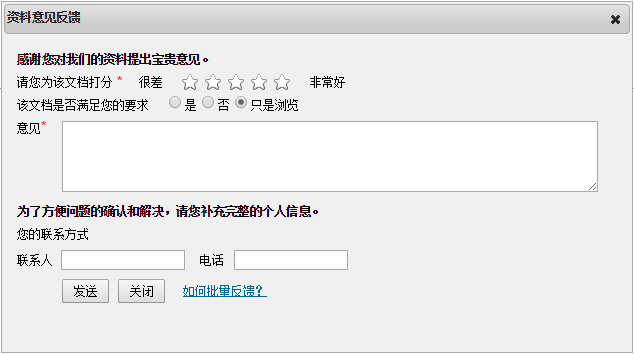 资料意见反馈
感谢您对我们的资料提出宝贵意见。
请您为该文档打分 * 很差 非常好
该文档是否满足您的要求 是 否 只是浏览
意见*
为了方便问题的确认和解决，请您补充完整的个人信息。
您的联系方式
联系人 电话
发送 关闭 如何批量反馈？